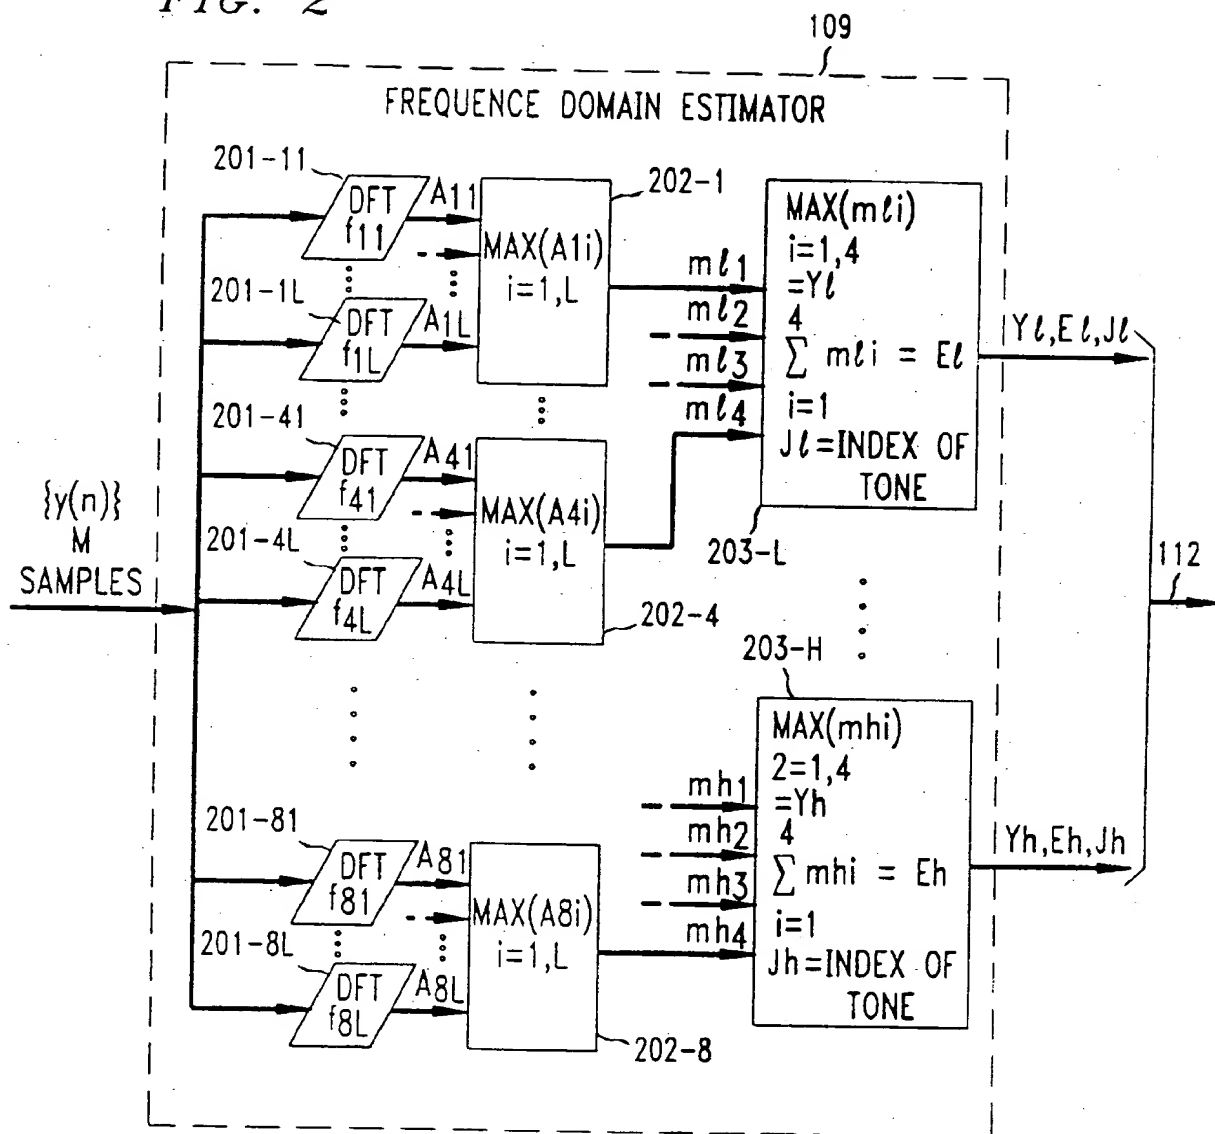 FIG. 2
109
FREQUENCE DOMAIN ESTIMATOR
201-11
DFT
f11
A11
201-1L
DFT
f1L
A1L
MAX(A1i)
i=1,L
202-1
201-41
DFT
f41
A41
201-4L
DFT
f4L
A4L
MAX(A4i)
i=1,L
202-4
{y(n)}
M
SAMPLES
mℓ1
mℓ2
mℓ3
mℓ4
MAX(mℓi)
i=1,4
=Yℓ
4
∑ mℓi = Eℓ
i=1
Jℓ=INDEX OF
TONE
203-L
Yℓ,Eℓ,Jℓ
112
203-H
201-81
DFT
f81
A81
201-8L
DFT
f8L
A8L
MAX(A8i)
i=1,L
202-8
mh1
mh2
mh3
mh4
MAX(mhi)
2=1,4
=Yh
4
∑ mhi = Eh
i=1
Jh=INDEX OF
TONE
Yh,Eh,Jh